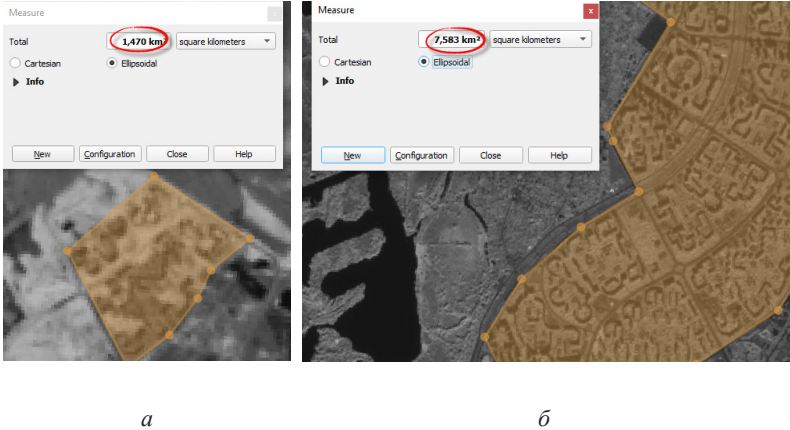 Measure
x
Total 1,470 km² square kilometers
Cartesian Ellipsoidal
Info
New Configuration Close Help
Measure
x
Total 7,583 km² square kilometers
Cartesian Ellipsoidal
Info
New Configuration Close Help
а
б